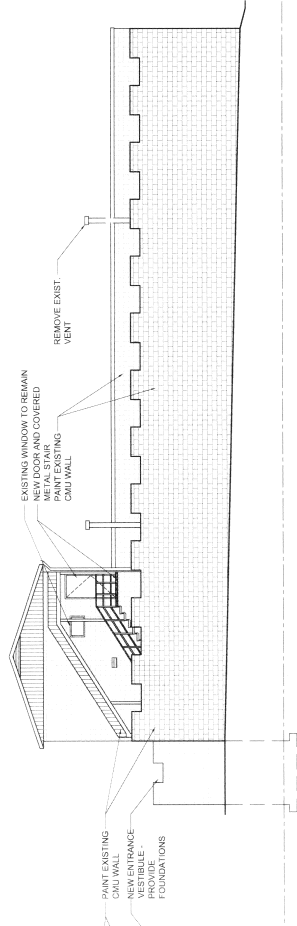 EXISTING WINDOW TO REMAIN
NEW DOOR AND COVERED
METAL STAIR
PAINT EXISTING
CMU WALL
REMOVE EXIST.
VENT
PAINT EXISTING
CMU WALL
NEW ENTRANCE
VESTIBULE -
PROVIDE
FOUNDATIONS